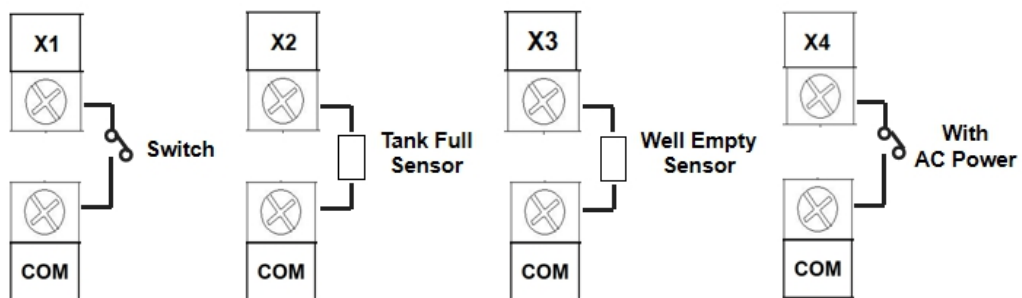 X1
X2
X3
X4
Switch
Tank Full
Sensor
Well Empty
Sensor
With
AC Power
COM
COM
COM
COM